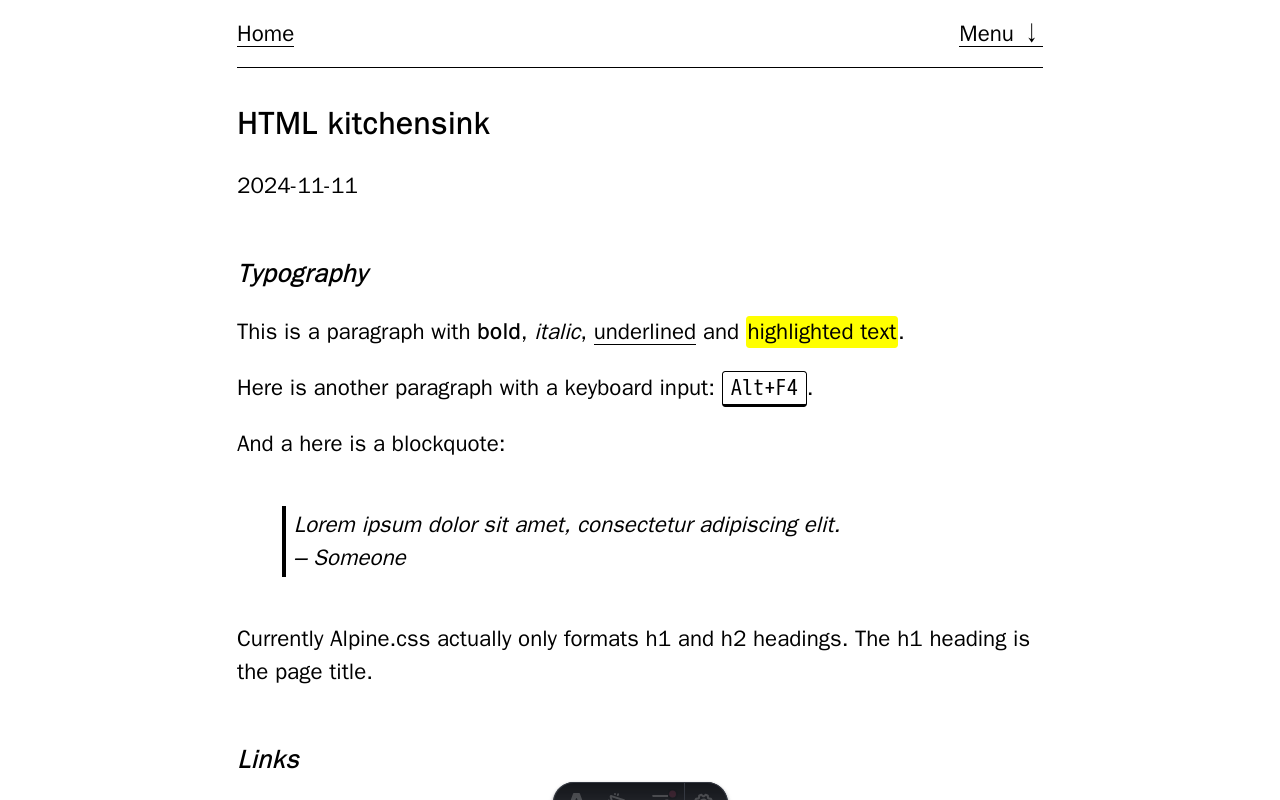 Home
Menu ↓
HTML kitchensink
2024-11-11
Typography
This is a paragraph with bold, italic, underlined and highlighted text.
Here is another paragraph with a keyboard input: Alt+F4.
And a here is a blockquote:
Lorem ipsum dolor sit amet, consectetur adipiscing elit.
— Someone
Currently Alpine.css actually only formats h1 and h2 headings. The h1 heading is
the page title.
Links